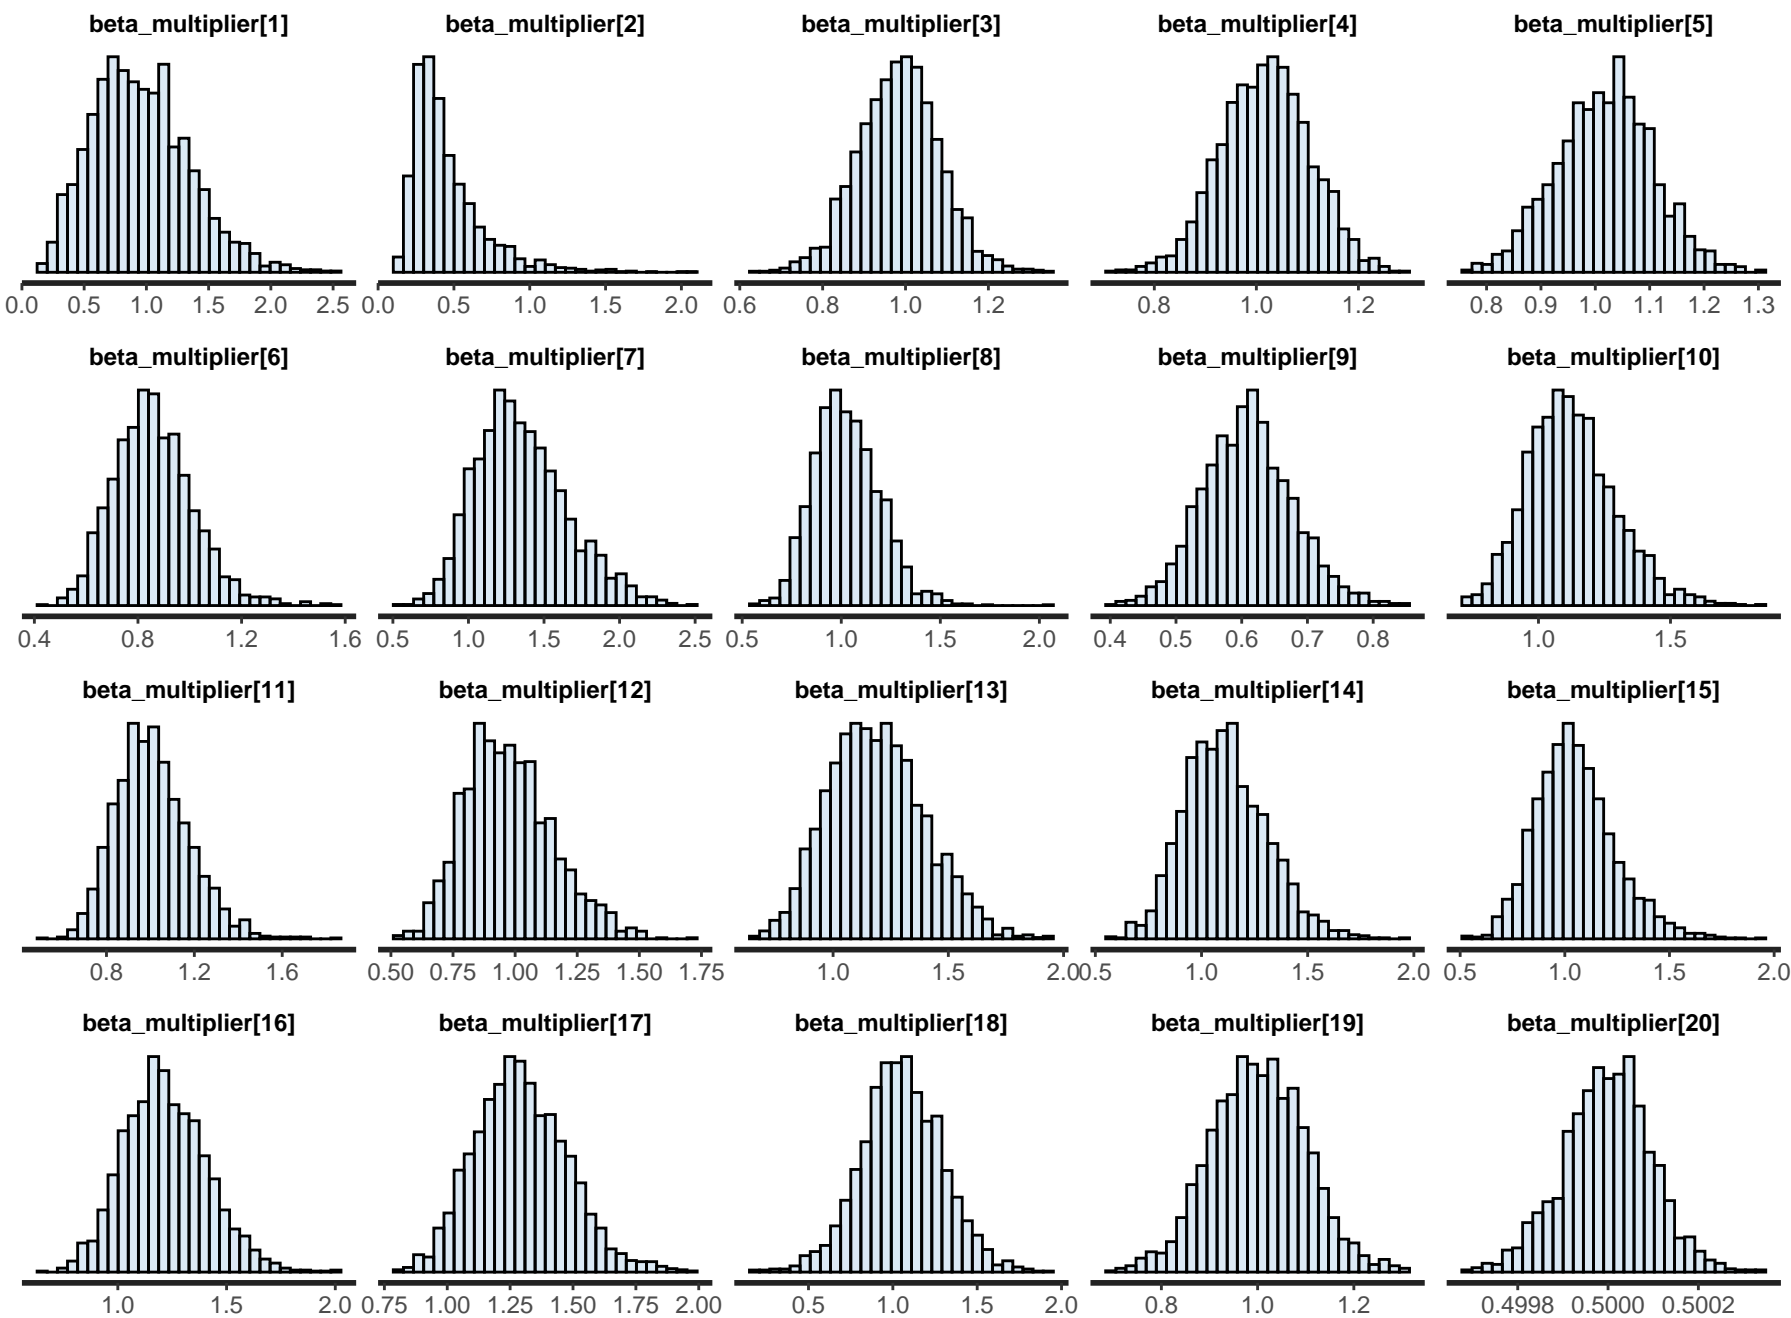 beta_multiplier[1] beta_multiplier[2] beta_multiplier[3] beta_multiplier[4] beta_multiplier[5]
0.0 0.5 1.0 1.5 2.0 2.5 0.0 0.5 1.0 1.5 2.0 0.6 0.8 1.0 1.2 0.8 1.0 1.2 0.8 0.9 1.0 1.1 1.2 1.3
beta_multiplier[6] beta_multiplier[7] beta_multiplier[8] beta_multiplier[9] beta_multiplier[10]
0.4 0.8 1.2 1.6 0.5 1.0 1.5 2.0 2.5 0.5 1.0 1.5 2.0 0.4 0.5 0.6 0.7 0.8 1.0 1.5
beta_multiplier[11] beta_multiplier[12] beta_multiplier[13] beta_multiplier[14] beta_multiplier[15]
0.8 1.2 1.6 0.50 0.75 1.00 1.25 1.50 1.75 1.0 1.5 2.0 0.5 1.0 1.5 2.0 0.5 1.0 1.5 2.0
beta_multiplier[16] beta_multiplier[17] beta_multiplier[18] beta_multiplier[19] beta_multiplier[20]
1.0 1.5 2.0 0.75 1.00 1.25 1.50 1.75 2.00 0.5 1.0 1.5 2.0 0.8 1.0 1.2 0.4998 0.5000 0.5002